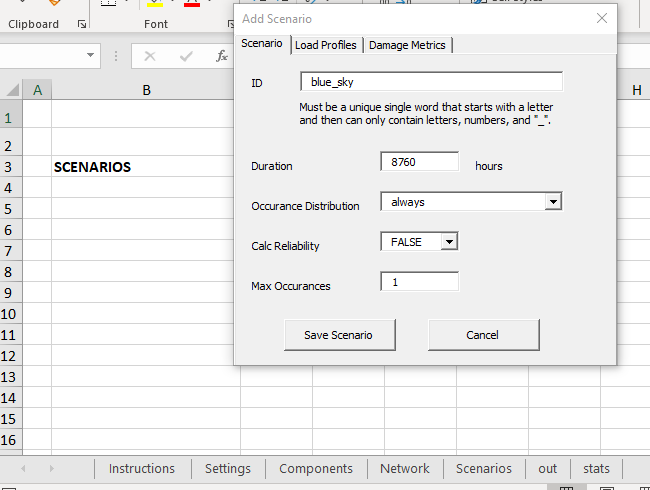 Add Scenario
Clipboard
Font
Scenario
Load Profiles
Damage Metrics
fx
A
B
H
ID
blue_sky
Must be a unique single word that starts with a letter
and then can only contain letters, numbers, and "_".
1
2
3
SCENARIOS
Duration
8760
hours
4
5
Occurance Distribution
always
6
7
Calc Reliability
FALSE
8
9
Max Occurances
1
10
11
Save Scenario
Cancel
12
13
14
15
16
Instructions
Settings
Components
Network
Scenarios
out
stats